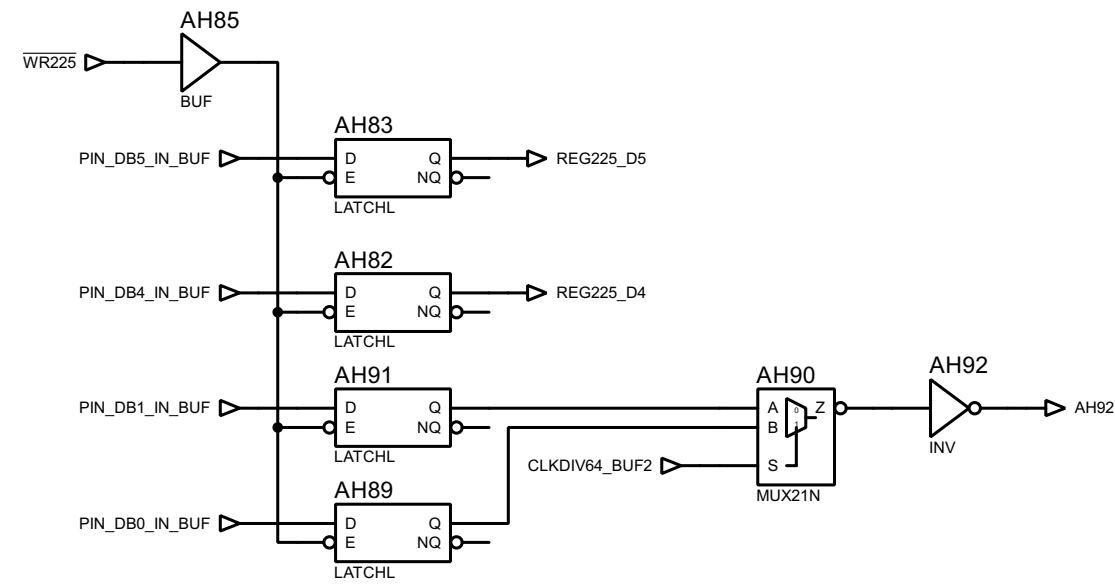 AH85
WR225
BUF
AH83
PIN_DB5_IN_BUF
D
Q
REG225_D5
E
NQ
LATCHL
AH82
PIN_DB4_IN_BUF
D
Q
REG225_D4
E
NQ
LATCHL
AH91
PIN_DB1_IN_BUF
D
Q
E
NQ
LATCHL
AH90
A
0
Z
B
1
S
CLKDIV64_BUF2
MUX21N
AH92
AH92
INV
AH89
PIN_DB0_IN_BUF
D
Q
E
NQ
LATCHL